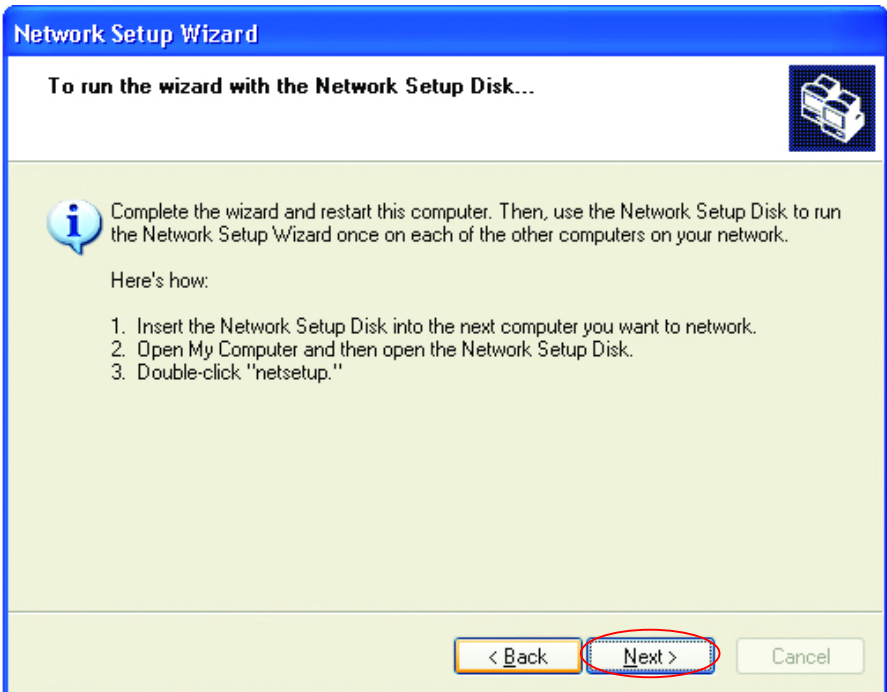 Network Setup Wizard
To run the wizard with the Network Setup Disk...
Complete the wizard and restart this computer. Then, use the Network Setup Disk to run
the Network Setup Wizard once on each of the other computers on your network.
Here's how:
1. Insert the Network Setup Disk into the next computer you want to network.
2. Open My Computer and then open the Network Setup Disk.
3. Double-click "netsetup."
< Back
Next >
Cancel